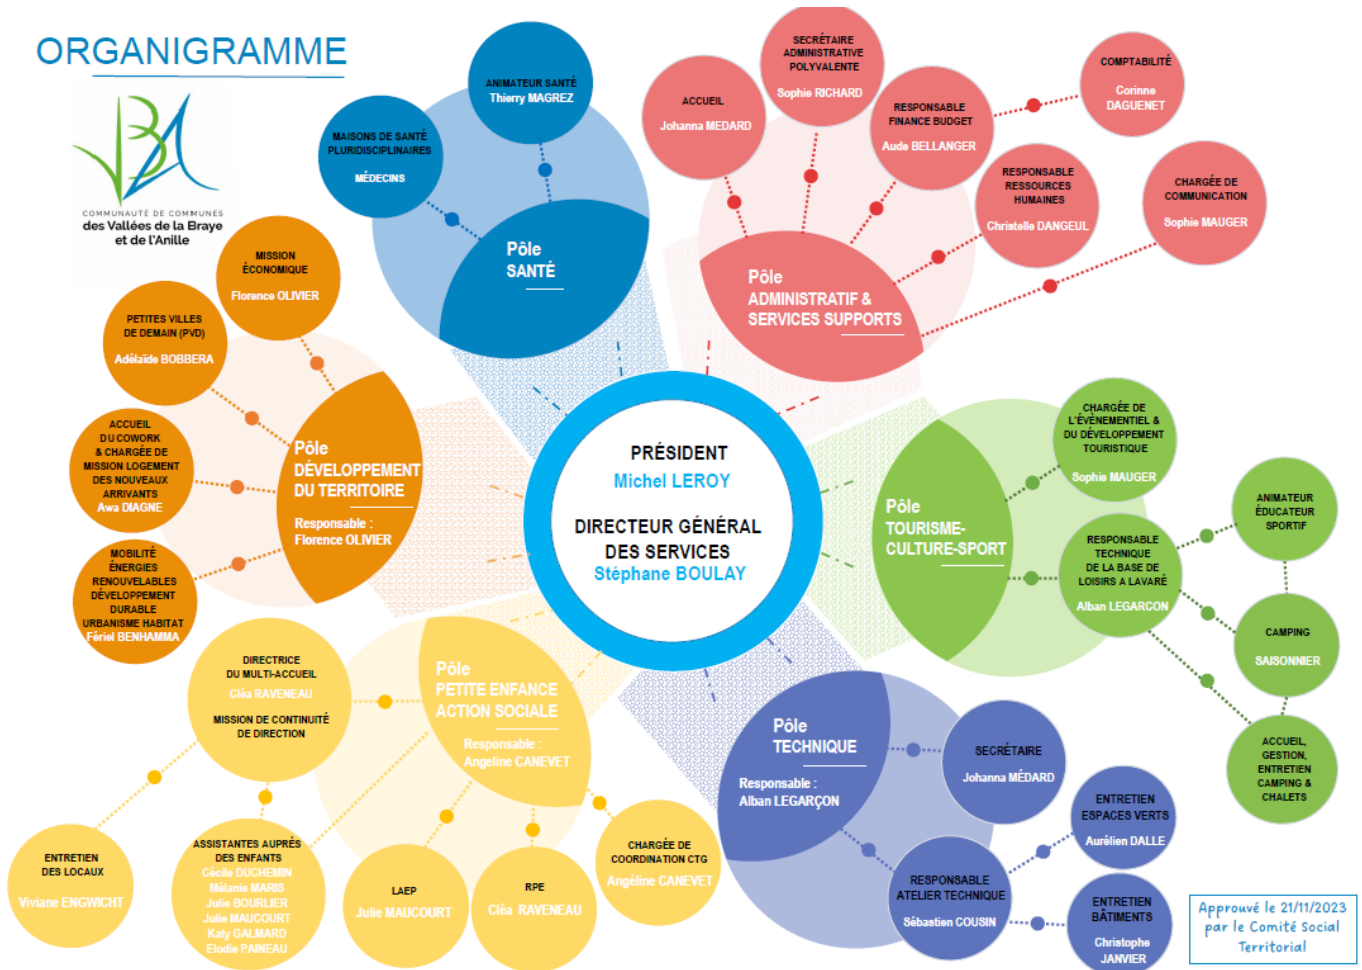 ORGANIGRAMME
COMMUNAUTÉ DE COMMUNES
des Vallées de la Braye
et de l'Anille
ANIMATEUR SANTÉ
Thierry MAGREZ
MAISONS DE SANTÉ
PLURIDISCIPLINAIRES
MÉDECINS
Pôle
SANTÉ
ACCUEIL
Johanna MEDARD
SECRÉTAIRE
ADMINISTRATIVE
POLYVALENTE
Sophie RICHARD
RESPONSABLE
FINANCE BUDGET
Aude BELLANGER
COMPTABILITÉ
Corinne
DAGUENET
RESPONSABLE
RESSOURCES
HUMAINES
Christelle DANGEUL
CHARGÉE DE
COMMUNICATION
Sophie MAUGER
Pôle
ADMINISTRATIF &
SERVICES SUPPORTS
MISSION
ÉCONOMIQUE
Florence OLIVIER
PETITES VILLES
DE DEMAIN (PVD)
Adélaïde BOBBERA
ACCUEIL
DU COWORK
& CHARGÉE DE
MISSION LOGEMENT
DES NOUVEAUX
ARRIVANTS
Awa DIAGNE
MOBILITÉ
ÉNERGIES
RENOUVELABLES
DÉVELOPPEMENT
DURABLE
URBANISME HABITAT
Fériel BENHAMMA
Pôle
DÉVELOPPEMENT
DU TERRITOIRE
Responsable :
Florence OLIVIER
PRÉSIDENT
Michel LEROY
DIRECTEUR GÉNÉRAL
DES SERVICES
Stéphane BOULAY
Pôle
TOURISME-
CULTURE-SPORT
CHARGÉE DE
L'ÉVÈNEMENTIEL &
DU DÉVELOPPEMENT
TOURISTIQUE
Sophie MAUGER
RESPONSABLE
TECHNIQUE
DE LA BASE DE
LOISIRS A LAVARÉ
Alban LEGARCON
ANIMATEUR
ÉDUCATEUR
SPORTIF
CAMPING
SAISONNIER
ACCUEIL,
GESTION,
ENTRETIEN
CAMPING &
CHALETS
DIRECTRICE
DU MULTI-ACCUEIL
Cléa RAVENEAU
MISSION DE CONTINUITÉ
DE DIRECTION
Pôle
PETITE ENFANCE
ACTION SOCIALE
Responsable :
Angeline CANEVET
ENTRETIEN
DES LOCAUX
Viviane ENGWICHT
ASSISTANTES AUPRÈS
DES ENFANTS
Cécile DUCHEMIN
Mélanie MARIS
Julie BOURLIER
Julie MAUCOURT
Katy GALMARD
Elodie PAINEAU
LAEP
Julie MAUCOURT
RPE
Cléa RAVENEAU
CHARGÉE DE
COORDINATION CTG
Angéline CANEVET
Pôle
TECHNIQUE
Responsable :
Alban LEGARÇON
SECRÉTAIRE
Johanna MÉDARD
RESPONSABLE
ATELIER TECHNIQUE
Sébastien COUSIN
ENTRETIEN
ESPACES VERTS
Aurélien DALLE
ENTRETIEN
BÂTIMENTS
Christophe
JANVIER
Approuvé le 21/11/2023
par le Comité Social
Territorial